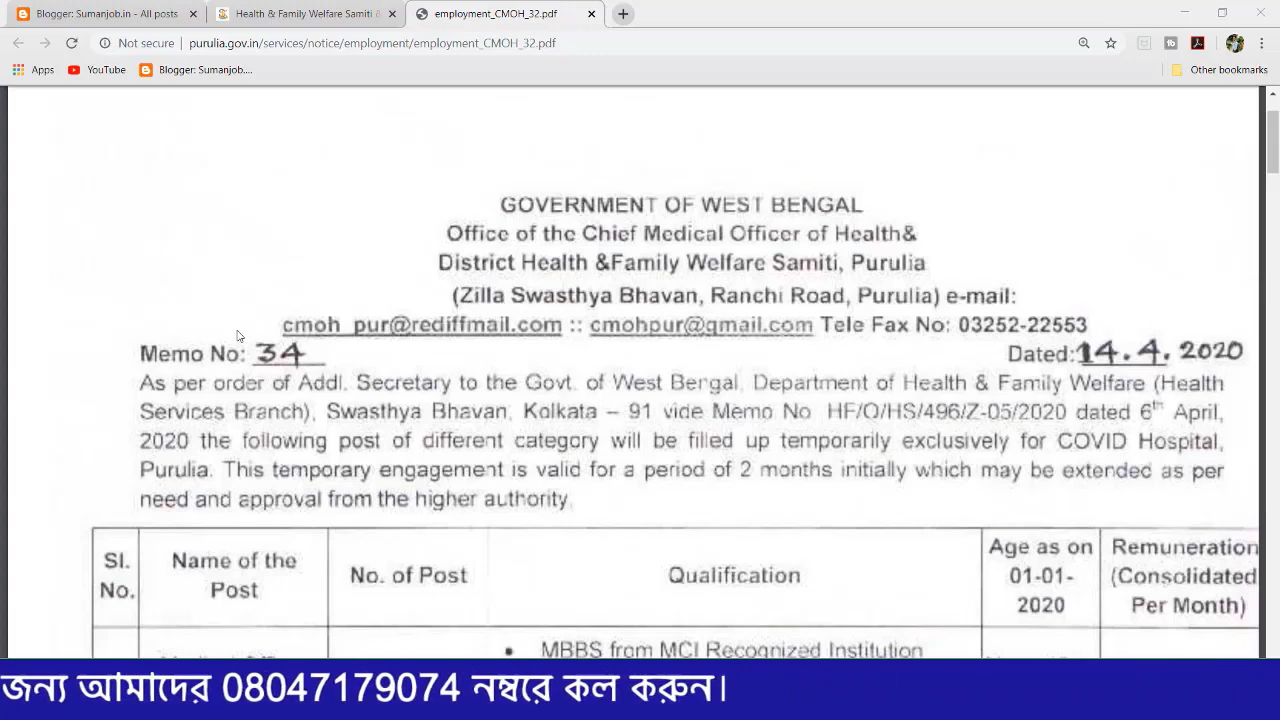 Blogger: Sumanjob.in - All posts
Health & Family Welfare Samiti &
employment_CMOH_32.pdf
Not secure
purulia.gov.in/services/notice/employment/employment_CMOH_32.pdf
Apps
YouTube
Blogger: Sumanjob....
Other bookmarks
GOVERNMENT OF WEST BENGAL
Office of the Chief Medical Officer of Health&
District Health &Family Welfare Samiti, Purulia
(Zilla Swasthya Bhavan, Ranchi Road, Purulia) e-mail:
cmoh_pur@rediffmail.com :: cmohpur@gmail.com Tele Fax No: 03252-22553
Memo No: 34
Dated: 14.4.2020
As per order of Addl. Secretary to the Govt. of West Bengal, Department of Health & Family Welfare (Health
Services Branch), Swasthya Bhavan, Kolkata – 91 vide Memo No HF/O/HS/496/Z-05/2020 dated 6th April,
2020 the following post of different category will be filled up temporarily exclusively for COVID Hospital,
Purulia. This temporary engagement is valid for a period of 2 months initially which may be extended as per
need and approval from the higher authority.
Sl. No.
Name of the Post
No. of Post
Qualification
Age as on 01-01-2020
Remuneration (Consolidated Per Month)
• MBBS from MCI Recognized Institution
জন্য আমাদের 08047179074 নম্বরে কল করুন।